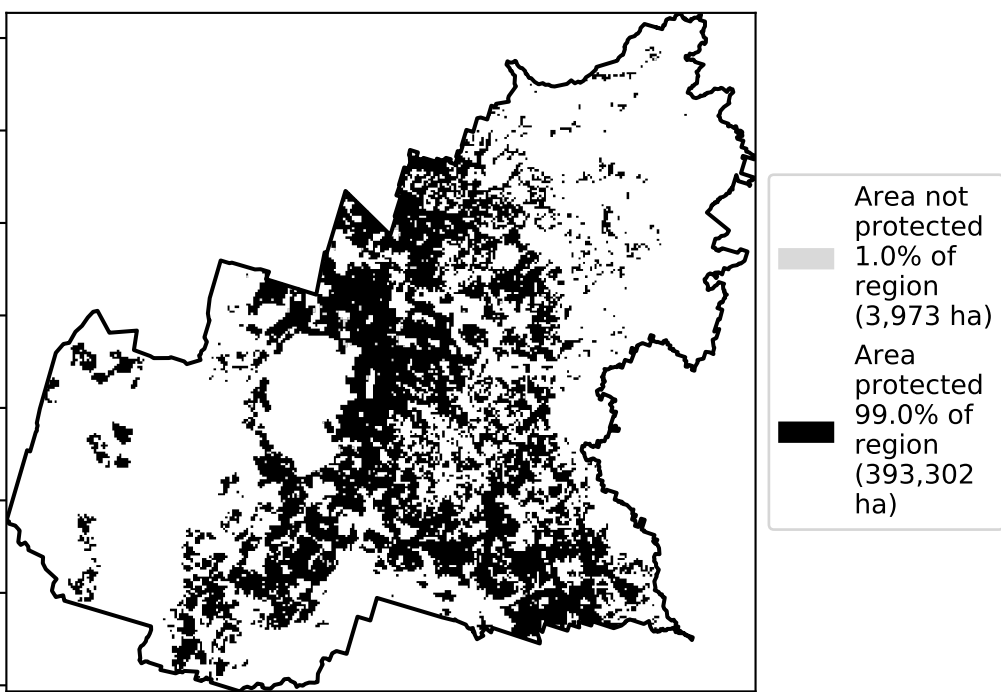 Area not
protected
1.0% of
region
(3,973 ha)
Area
protected
99.0% of
region
(393,302
ha)